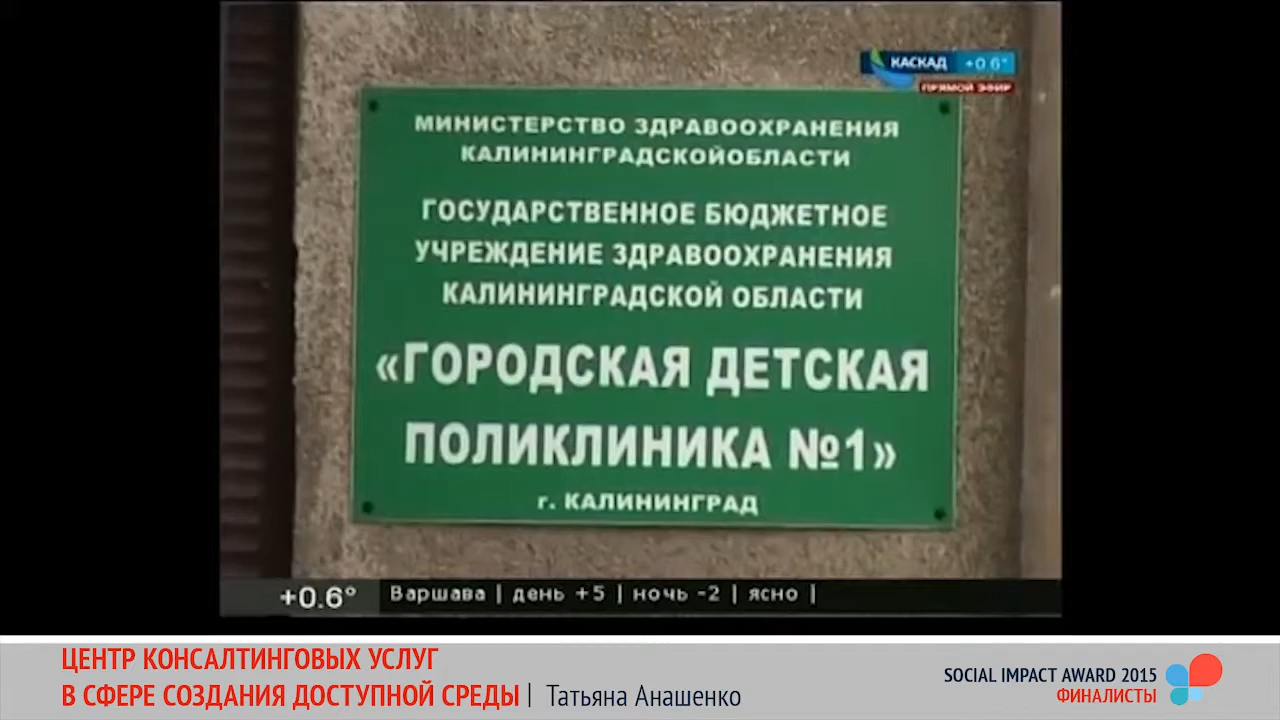 КАСКАД +0.6°
ПРЯМОЙ ЭФИР
МИНИСТЕРСТВО ЗДРАВООХРАНЕНИЯ
КАЛИНИНГРАДСКОЙОБЛАСТИ
ГОСУДАРСТВЕННОЕ БЮДЖЕТНОЕ
УЧРЕЖДЕНИЕ ЗДРАВООХРАНЕНИЯ
КАЛИНИНГРАДСКОЙ ОБЛАСТИ
«ГОРОДСКАЯ ДЕТСКАЯ
ПОЛИКЛИНИКА №1»
г. КАЛИНИНГРАД
+0.6° Варшава | день +5 | ночь -2 | ясно |
ЦЕНТР КОНСАЛТИНГОВЫХ УСЛУГ
В СФЕРЕ СОЗДАНИЯ ДОСТУПНОЙ СРЕДЫ | Татьяна Анашенко
SOCIAL IMPACT AWARD 2015
ФИНАЛИСТЫ